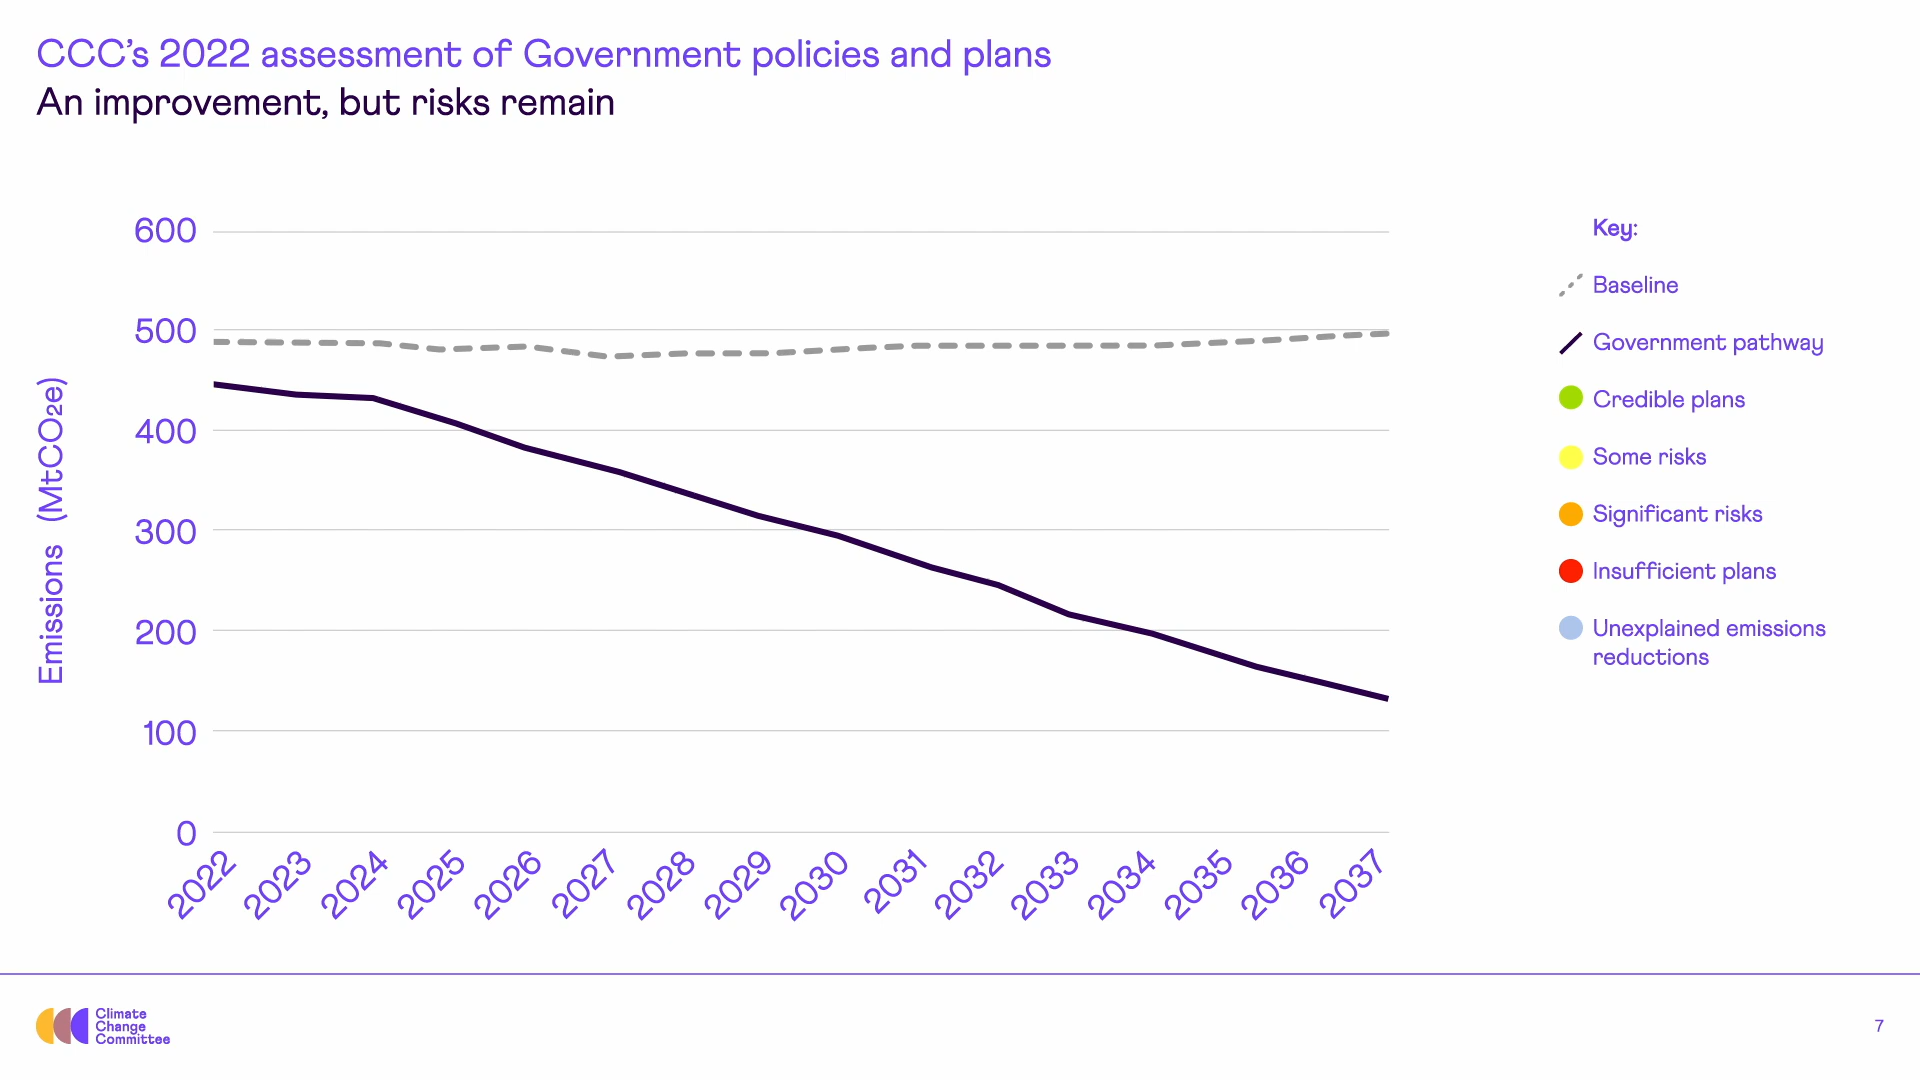 CCC’s 2022 assessment of Government policies and plans
An improvement, but risks remain
Emissions (MtCO2e)
600
500
400
300
200
100
0
2022
2023
2024
2025
2026
2027
2028
2029
2030
2031
2032
2033
2034
2035
2036
2037
Key:
Baseline
Government pathway
Credible plans
Some risks
Significant risks
Insufficient plans
Unexplained emissions
reductions
Climate
Change
Committee
7